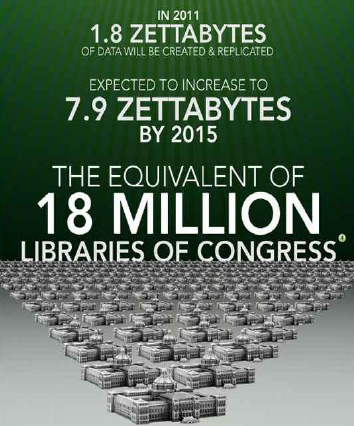 IN 2011
1.8 ZETTABYTES
OF DATA WILL BE CREATED & REPLICATED
EXPECTED TO INCREASE TO
7.9 ZETTABYTES
BY 2015
THE EQUIVALENT OF
18 MILLION
LIBRARIES OF CONGRESS 4